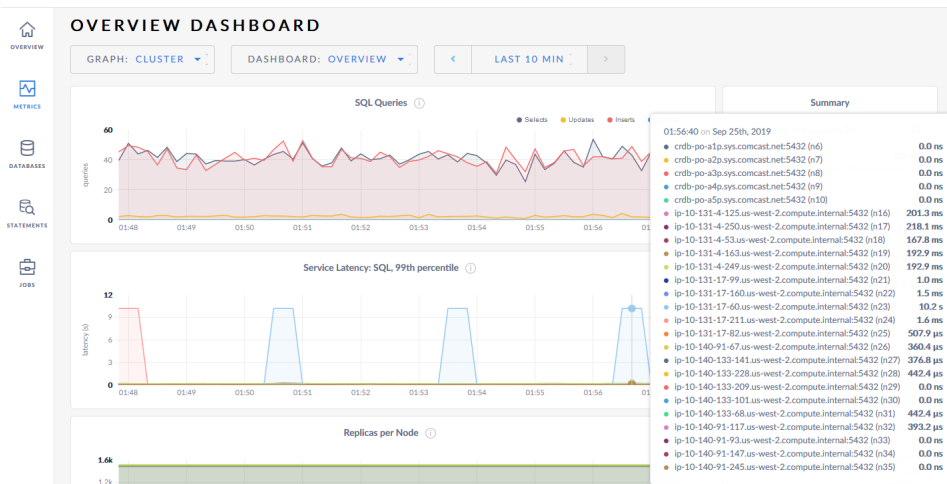 OVERVIEW DASHBOARD
OVERVIEW
METRICS
DATABASES
STATEMENTS
JOBS
GRAPH: CLUSTER
DASHBOARD: OVERVIEW
< LAST 10 MIN >
SQL Queries
Selects Updates Inserts
queries
60
40
20
0
01:48 01:49 01:50 01:51 01:52 01:53 01:54 01:55 01:56 01
Service Latency: SQL, 99th percentile
latency (s)
12
9
6
3
0
01:48 01:49 01:50 01:51 01:52 01:53 01:54 01:55 01:56 01
Replicas per Node
1.6k
1.2k
Summary
01:56:40 on Sep 25th, 2019
crdb-po-a1p.sys.comcast.net:5432 (n6) 0.0 ns
crdb-po-a2p.sys.comcast.net:5432 (n7) 0.0 ns
crdb-po-a3p.sys.comcast.net:5432 (n8) 0.0 ns
crdb-po-a4p.sys.comcast.net:5432 (n9) 0.0 ns
crdb-po-a5p.sys.comcast.net:5432 (n10) 0.0 ns
ip-10-131-4-125.us-west-2.compute.internal:5432 (n16) 201.3 ms
ip-10-131-4-250.us-west-2.compute.internal:5432 (n17) 218.1 ms
ip-10-131-4-53.us-west-2.compute.internal:5432 (n18) 167.8 ms
ip-10-131-4-163.us-west-2.compute.internal:5432 (n19) 192.9 ms
ip-10-131-4-249.us-west-2.compute.internal:5432 (n20) 192.9 ms
ip-10-131-17-99.us-west-2.compute.internal:5432 (n21) 1.0 ms
ip-10-131-17-160.us-west-2.compute.internal:5432 (n22) 1.5 ms
ip-10-131-17-60.us-west-2.compute.internal:5432 (n23) 10.2 s
ip-10-131-17-211.us-west-2.compute.internal:5432 (n24) 1.6 ms
ip-10-131-17-82.us-west-2.compute.internal:5432 (n25) 507.9 µs
ip-10-140-91-67.us-west-2.compute.internal:5432 (n26) 360.4 µs
ip-10-140-133-141.us-west-2.compute.internal:5432 (n27) 376.8 µs
ip-10-140-133-228.us-west-2.compute.internal:5432 (n28) 442.4 µs
ip-10-140-133-209.us-west-2.compute.internal:5432 (n29) 0.0 ns
ip-10-140-133-101.us-west-2.compute.internal:5432 (n30) 0.0 ns
ip-10-140-133-68.us-west-2.compute.internal:5432 (n31) 442.4 µs
ip-10-140-91-117.us-west-2.compute.internal:5432 (n32) 393.2 µs
ip-10-140-91-93.us-west-2.compute.internal:5432 (n33) 0.0 ns
ip-10-140-91-147.us-west-2.compute.internal:5432 (n34) 0.0 ns
ip-10-140-91-245.us-west-2.compute.internal:5432 (n35) 0.0 ns